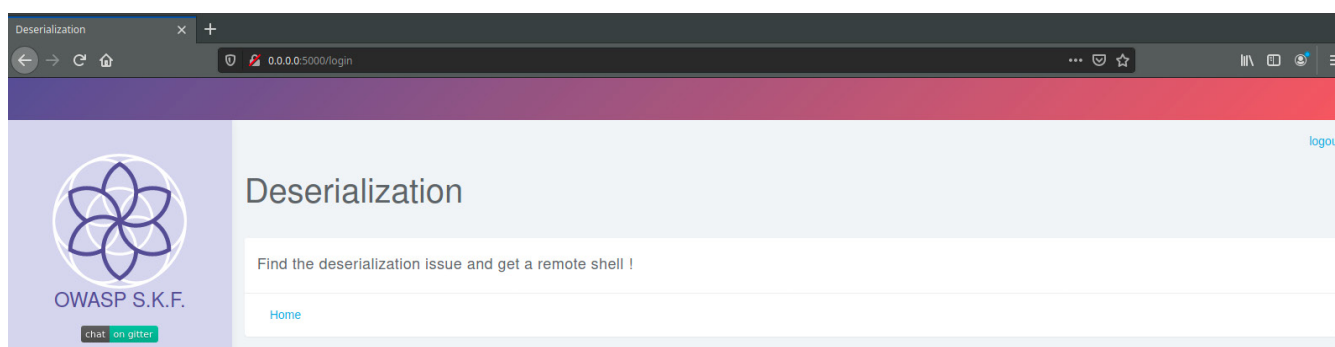 Deserialization
0.0.0.0:5000/login
logou
Deserialization
Find the deserialization issue and get a remote shell !
OWASP S.K.F.
Home
chat on gitter